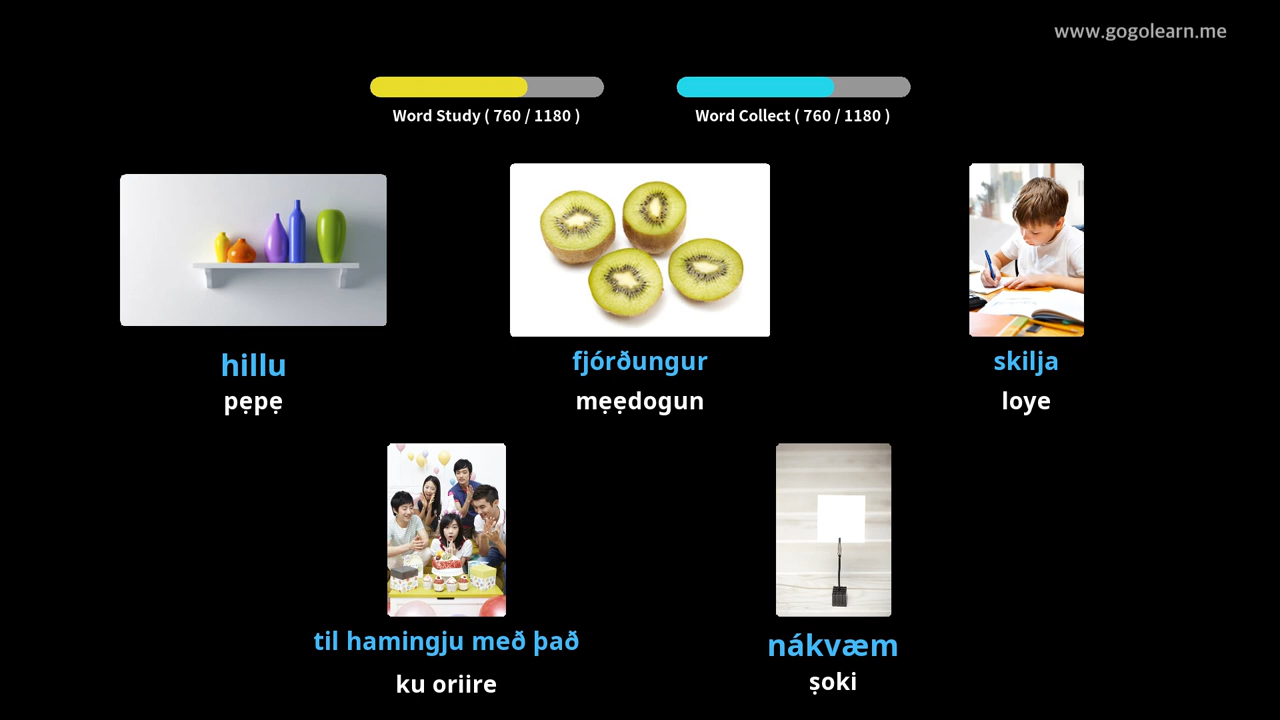 www.gogolearn.me
Word Study ( 760 / 1180 )
Word Collect ( 760 / 1180 )
hillu
pẹpẹ
fjórðungur
mẹẹdogun
skilja
loye
til hamingju með það
ku oriire
nákvæm
ṣoki